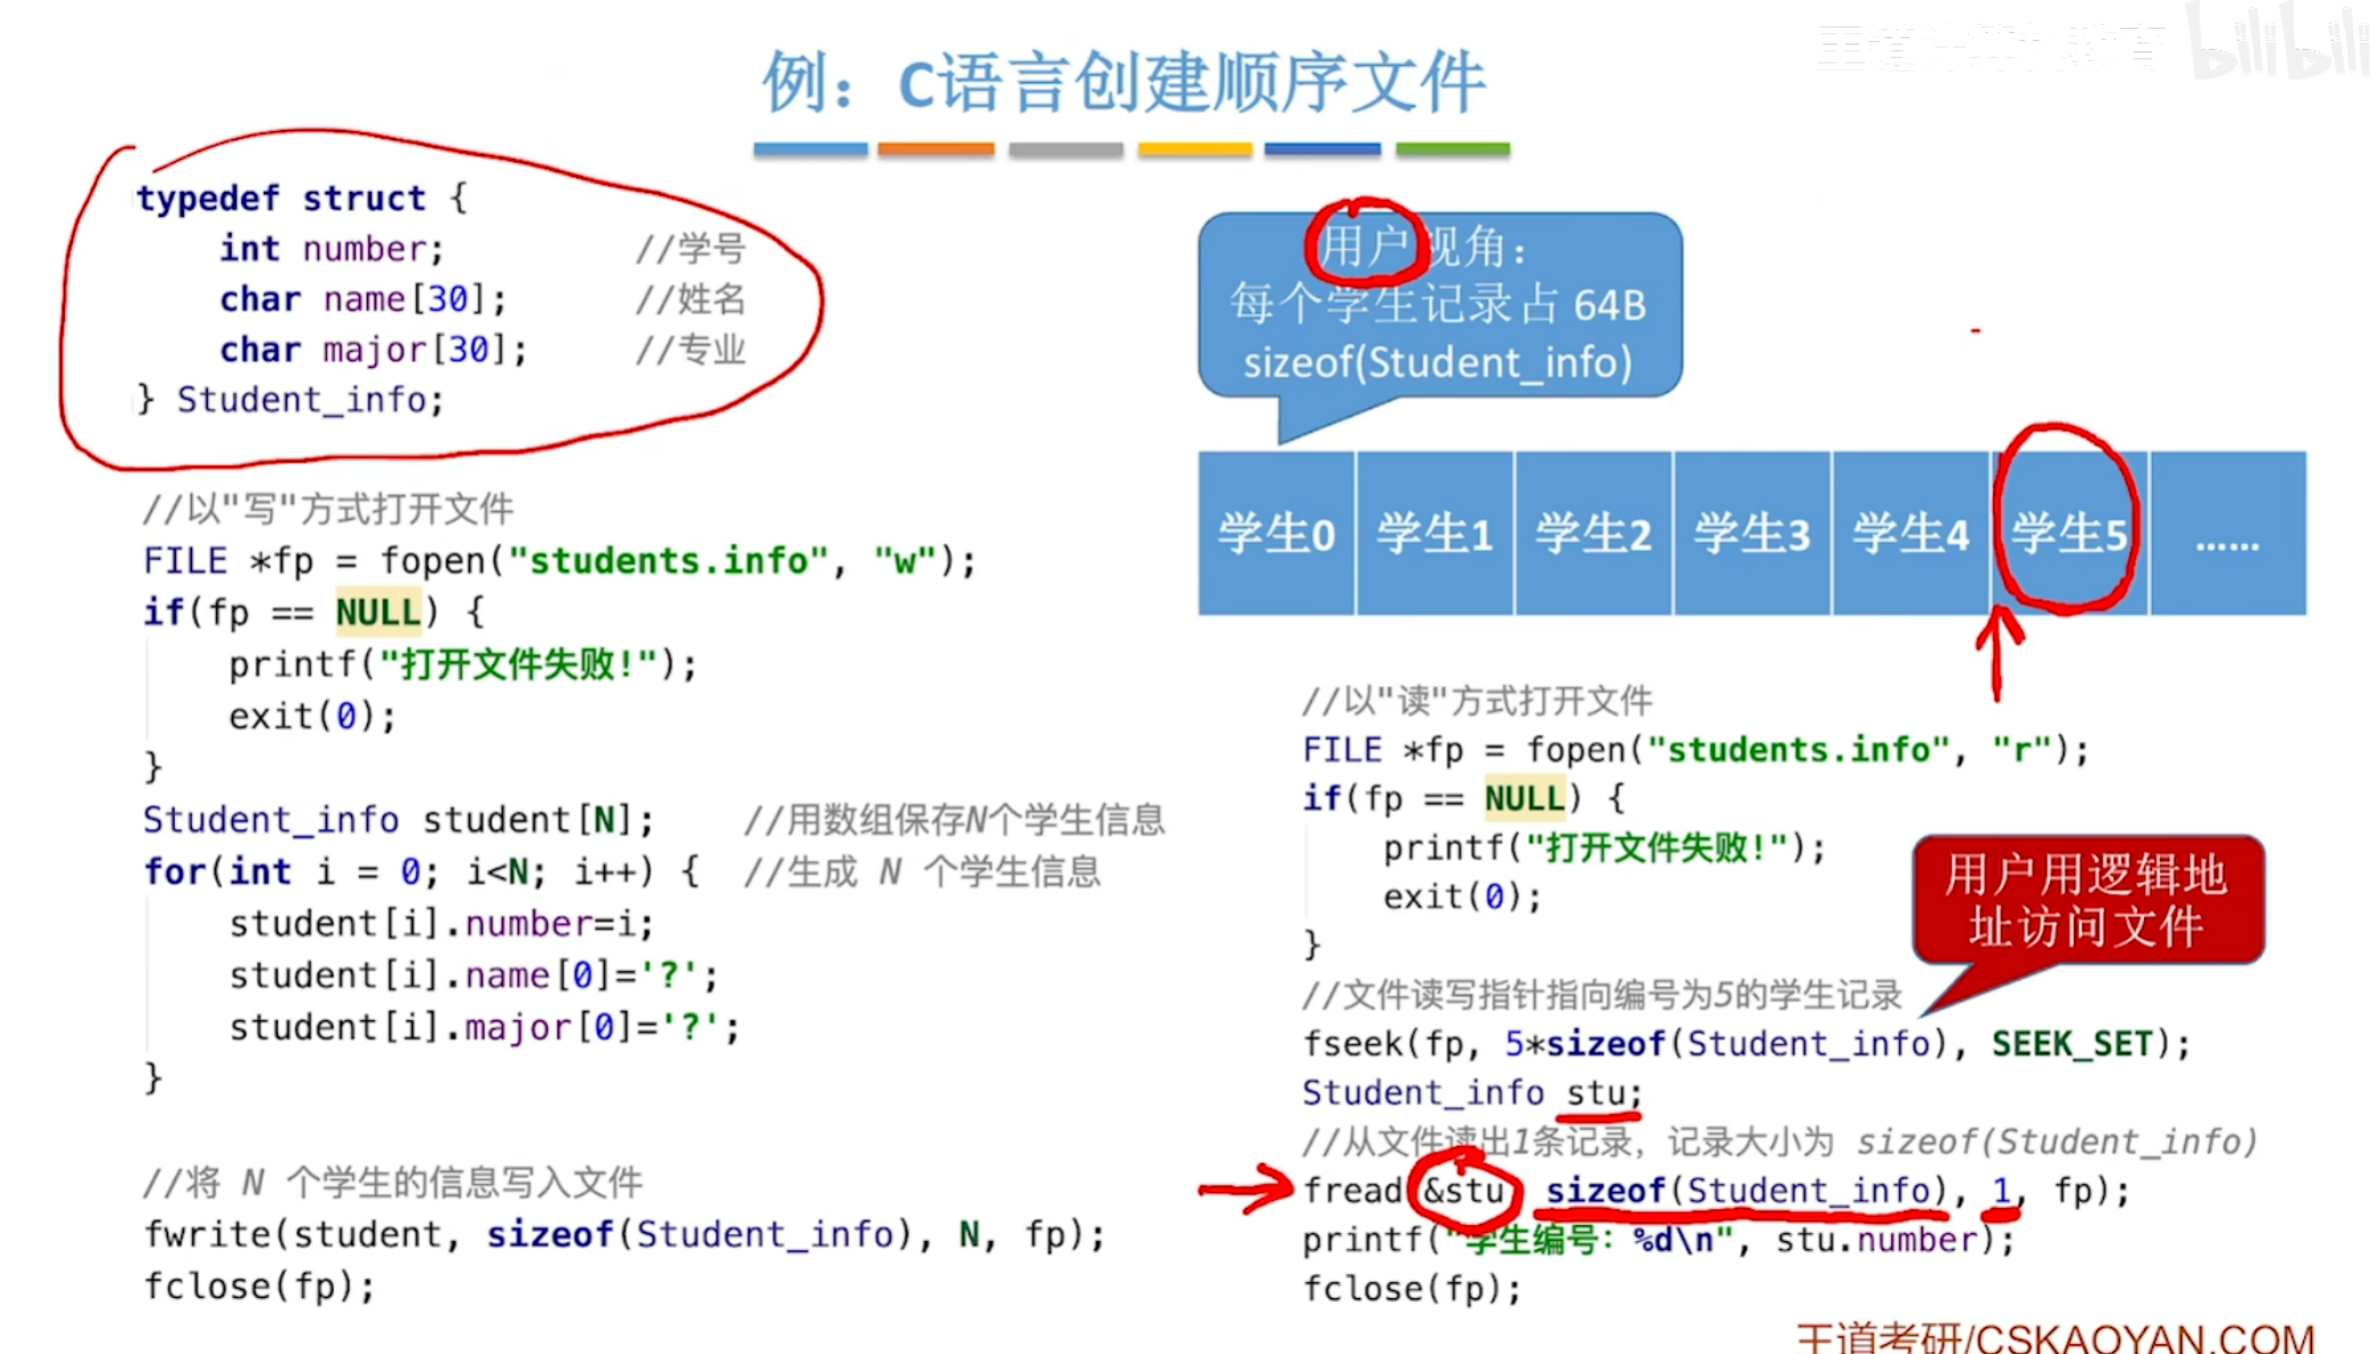 例：C语言创建顺序文件
typedef struct {
int number; //学号
char name[30]; //姓名
char major[30]; //专业
} Student_info;
//以"写"方式打开文件
FILE *fp = fopen("students.info", "w");
if(fp == NULL) {
printf("打开文件失败!");
exit(0);
}
Student_info student[N]; //用数组保存N个学生信息
for(int i = 0; i<N; i++) { //生成 N 个学生信息
student[i].number=i;
student[i].name[0]='?';
student[i].major[0]='?';
}
//将 N 个学生的信息写入文件
fwrite(student, sizeof(Student_info), N, fp);
fclose(fp);
用户视角：
每个学生记录占 64B
sizeof(Student_info)
学生0 学生1 学生2 学生3 学生4 学生5 ……
//以"读"方式打开文件
FILE *fp = fopen("students.info", "r");
if(fp == NULL) {
printf("打开文件失败!");
exit(0);
}
用户用逻辑地
址访问文件
//文件读写指针指向编号为5的学生记录
fseek(fp, 5*sizeof(Student_info), SEEK_SET);
Student_info stu;
//从文件读出1条记录，记录大小为 sizeof(Student_info)
fread(&stu, sizeof(Student_info), 1, fp);
printf("学生编号：%d\n", stu.number);
fclose(fp);
王道考研/CSKAOYAN.COM
bilibili